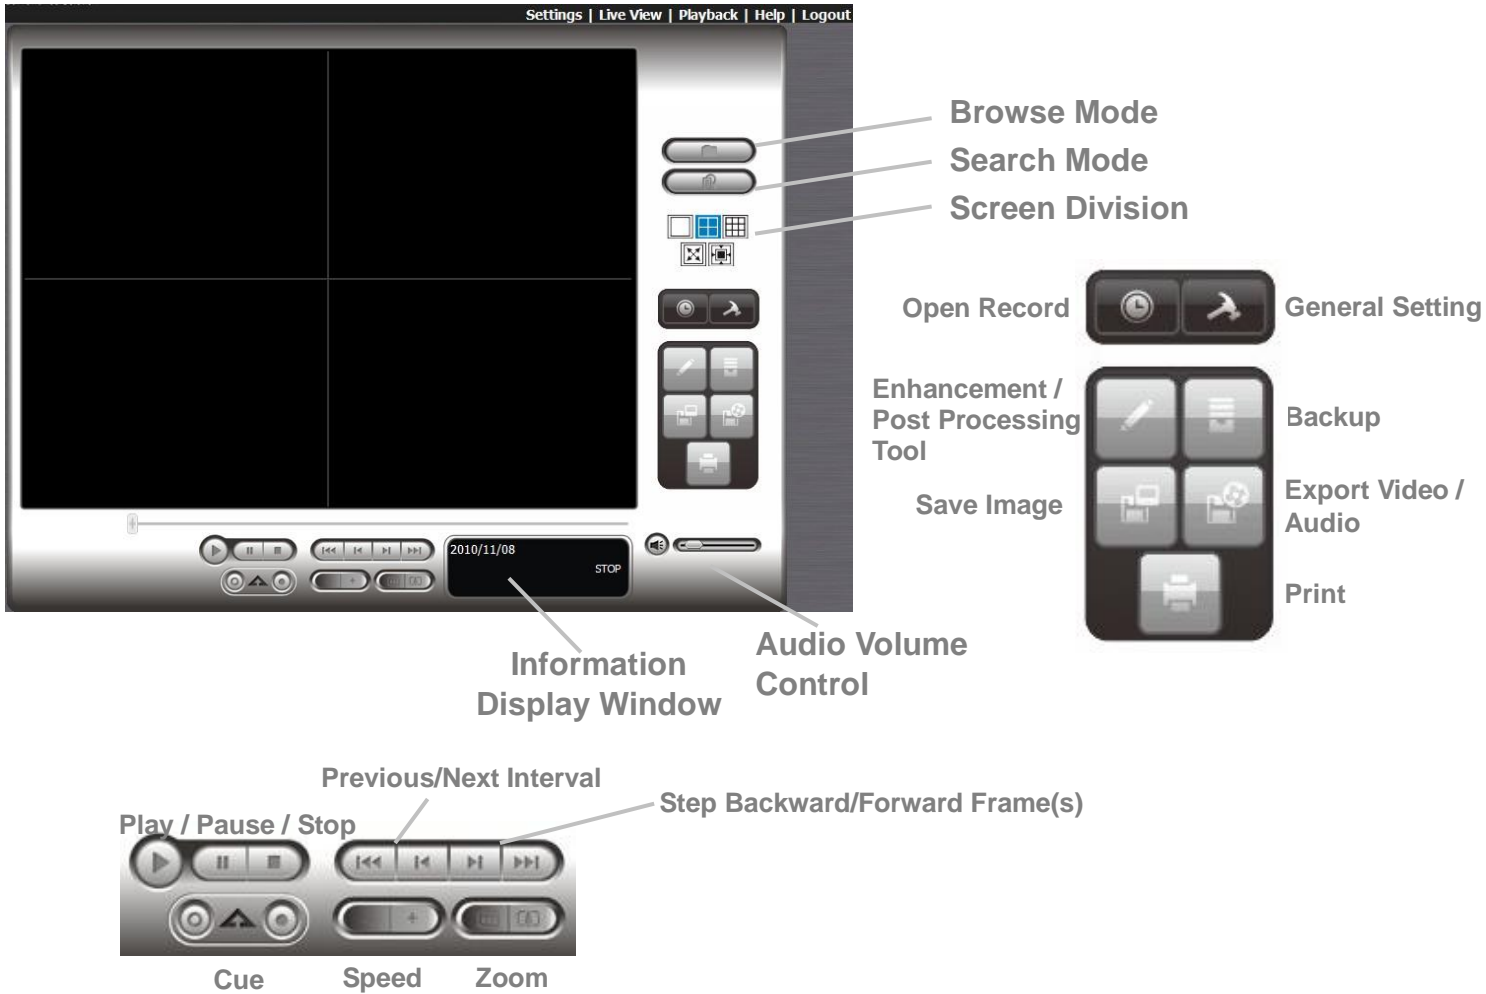 Settings | Live View | Playback | Help | Logout
Browse Mode
Search Mode
Screen Division
Open Record
General Setting
Enhancement /
Post Processing
Tool
Backup
Save Image
Export Video /
Audio
Print
2010/11/08
STOP
Information
Display Window
Audio Volume
Control
Previous/Next Interval
Step Backward/Forward Frame(s)
Play / Pause / Stop
Cue
Speed
Zoom